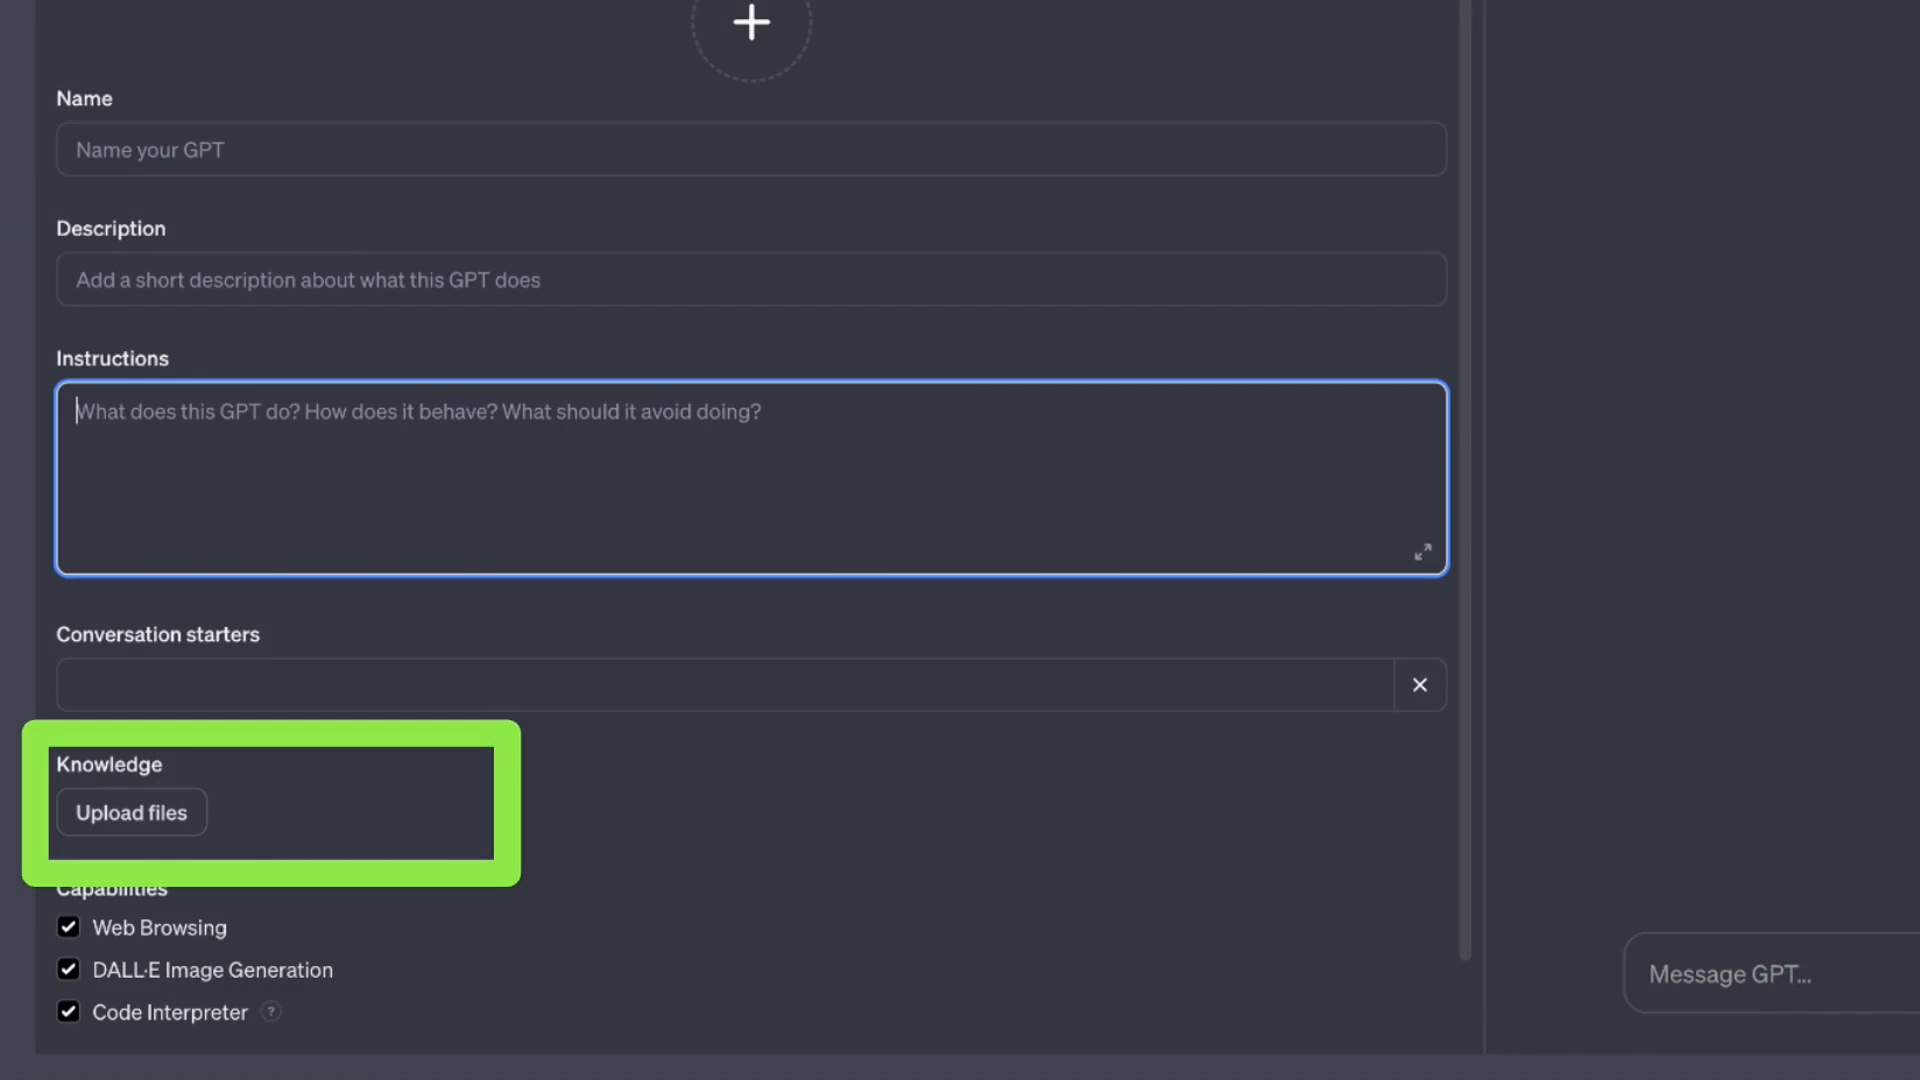 Name
Name your GPT
Description
Add a short description about what this GPT does
Instructions
What does this GPT do? How does it behave? What should it avoid doing?
Conversation starters
Knowledge
Upload files
Capabilities
Web Browsing
DALL·E Image Generation
Code Interpreter ?
Message GPT…